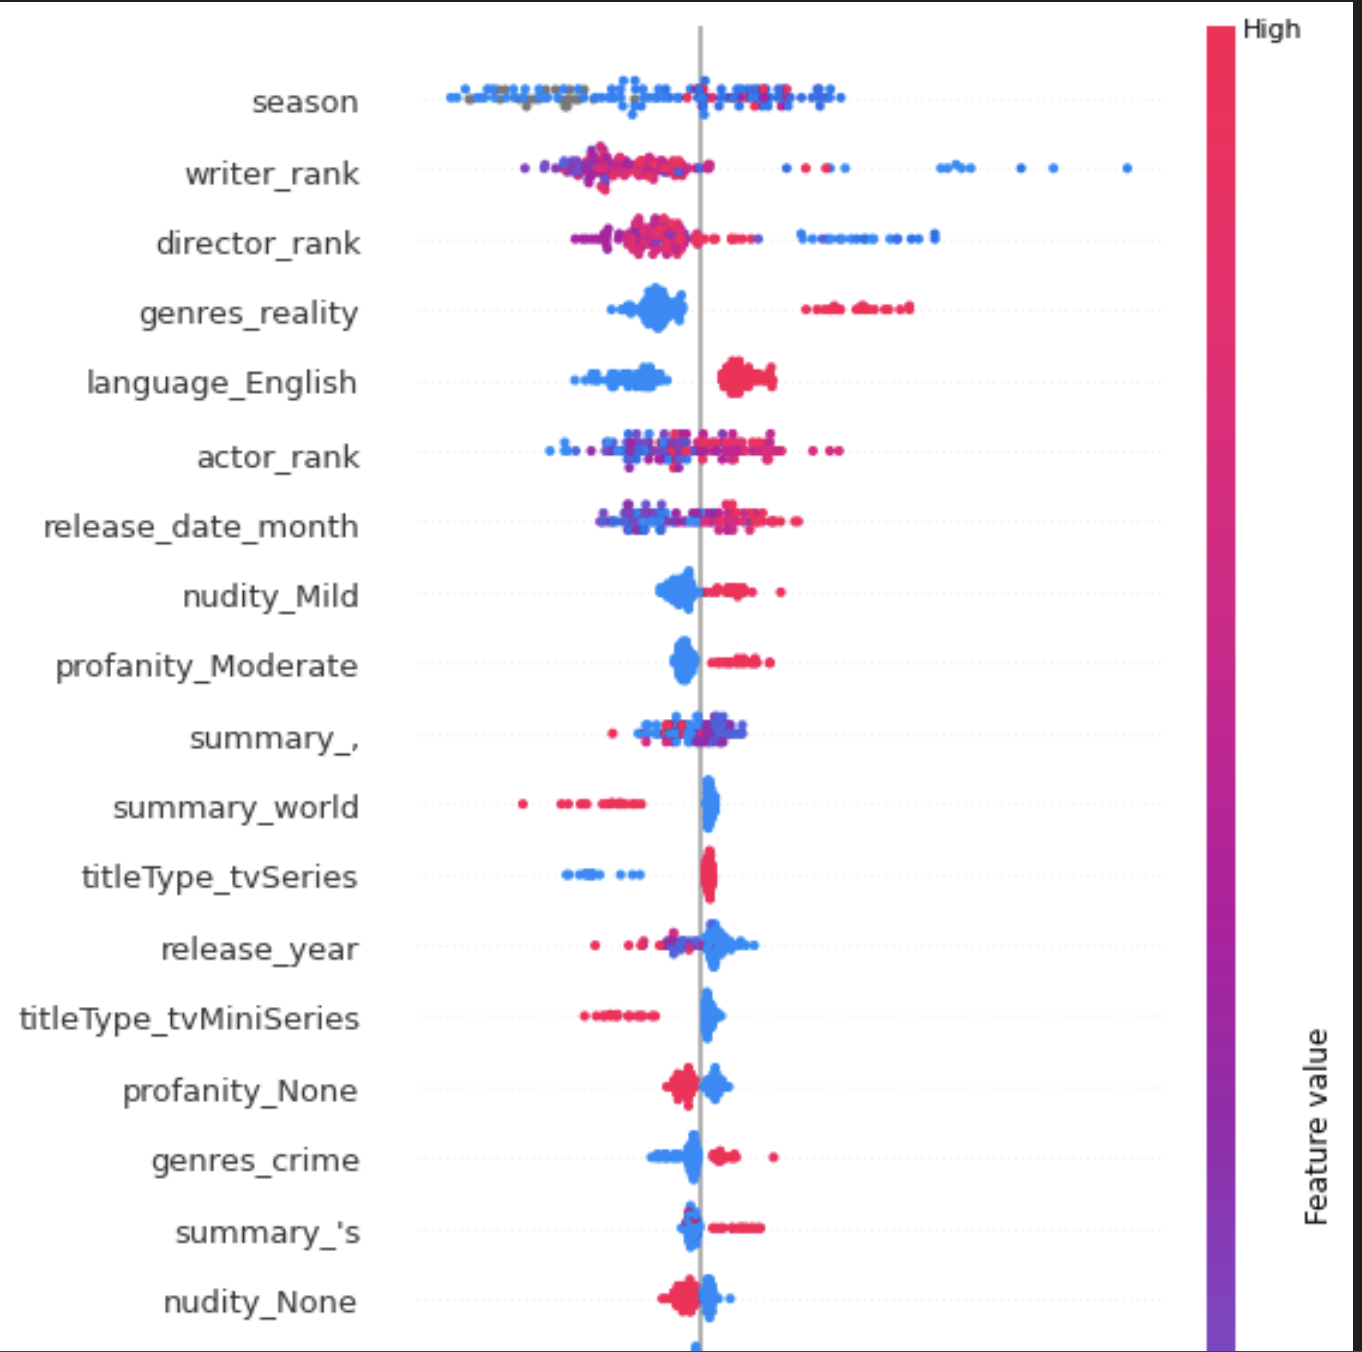 High
season
writer_rank
director_rank
genres_reality
language_English
actor_rank
release_date_month
nudity_Mild
profanity_Moderate
summary_,
summary_world
titleType_tvSeries
release_year
titleType_tvMiniSeries
profanity_None
genres_crime
summary_'s
nudity_None
Feature value